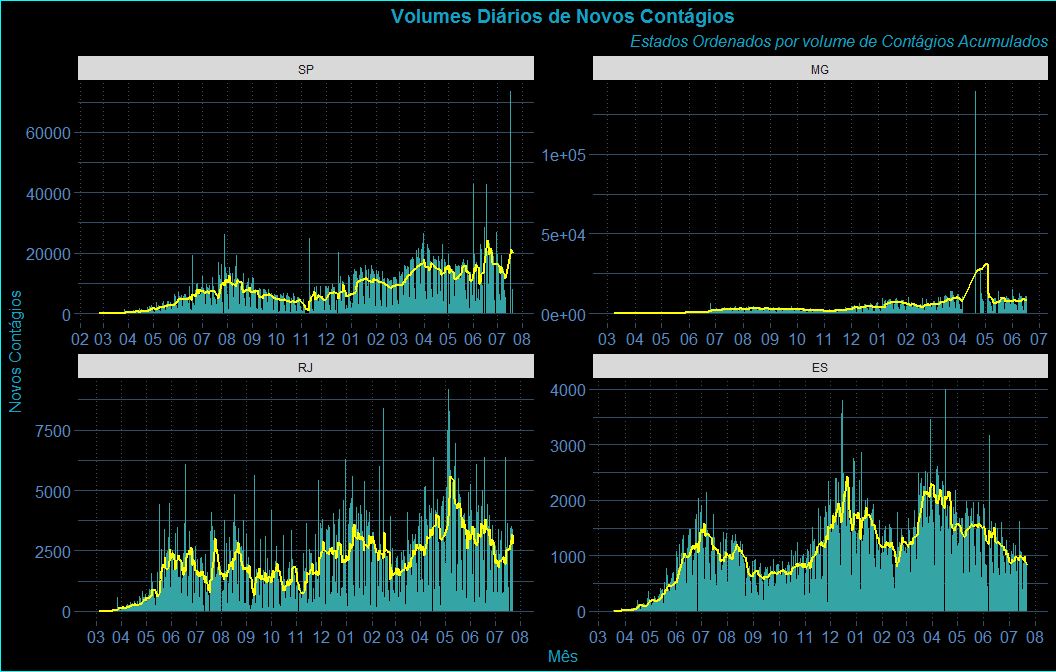 Volumes Diários de Novos Contágios
Estados Ordenados por volume de Contágios Acumulados
SP
MG
60000
40000
20000
0
1e+05
5e+04
0e+00
02 03 04 05 06 07 08 09 10 11 12 01 02 03 04 05 06 07 08
03 04 05 06 07 08 09 10 11 12 01 02 03 04 05 06 07
Novos Contágios
RJ
ES
7500
5000
2500
0
4000
3000
2000
1000
0
03 04 05 06 07 08 09 10 11 12 01 02 03 04 05 06 07 08
03 04 05 06 07 08 09 10 11 12 01 02 03 04 05 06 07 08
Mês